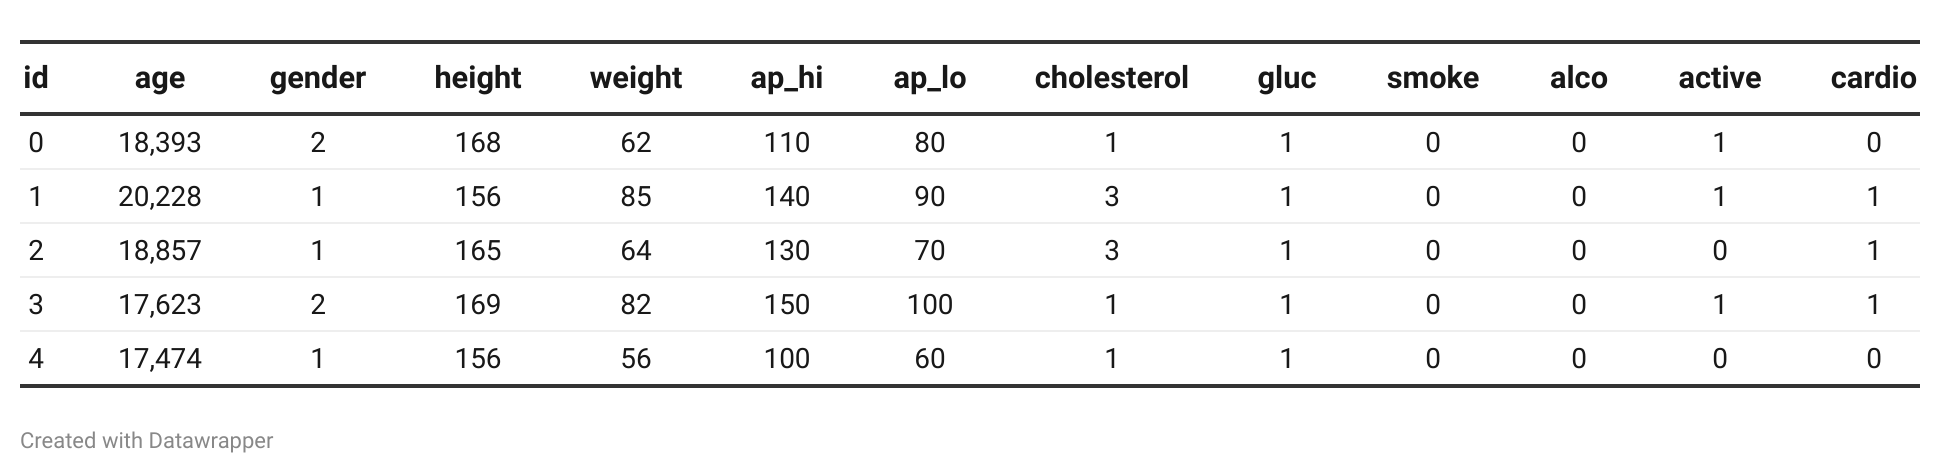 id age gender height weight ap_hi ap_lo cholesterol gluc smoke alco active cardio
0 18,393 2 168 62 110 80 1 1 0 0 1 0
1 20,228 1 156 85 140 90 3 1 0 0 1 1
2 18,857 1 165 64 130 70 3 1 0 0 0 1
3 17,623 2 169 82 150 100 1 1 0 0 1 1
4 17,474 1 156 56 100 60 1 1 0 0 0 0
Created with Datawrapper